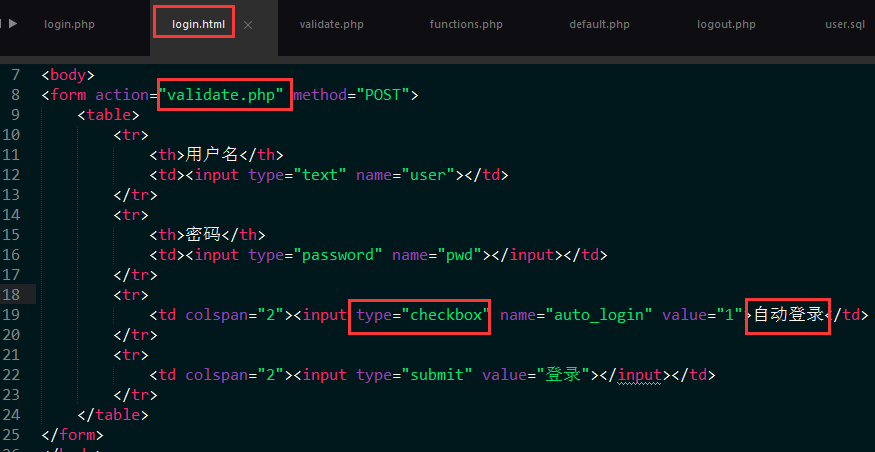 login.php login.html × validate.php functions.php default.php logout.php user.sql
7 <body>
8 <form action="validate.php" method="POST">
9 <table>
10 <tr>
11 <th>用户名</th>
12 <td><input type="text" name="user"></td>
13 </tr>
14 <tr>
15 <th>密码</th>
16 <td><input type="password" name="pwd"></input></td>
17 </tr>
18 <tr>
19 <td colspan="2"><input type="checkbox" name="auto_login" value="1">自动登录</td>
20 </tr>
21 <tr>
22 <td colspan="2"><input type="submit" value="登录"></input></td>
23 </tr>
24 </table>
25 </form>